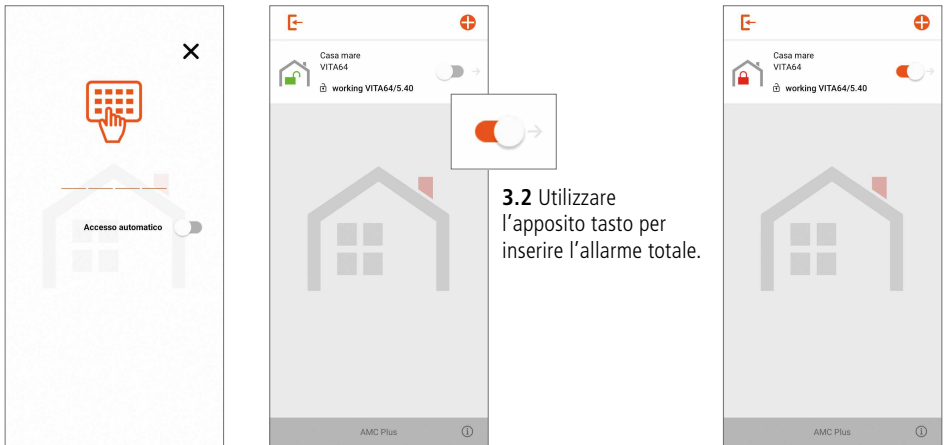 Accesso automatico
Casa mare
VITA64
working VITA64/5.40
AMC Plus
3.2 Utilizzare
l'apposito tasto per
inserire l'allarme totale.
Casa mare
VITA64
working VITA64/5.40
AMC Plus